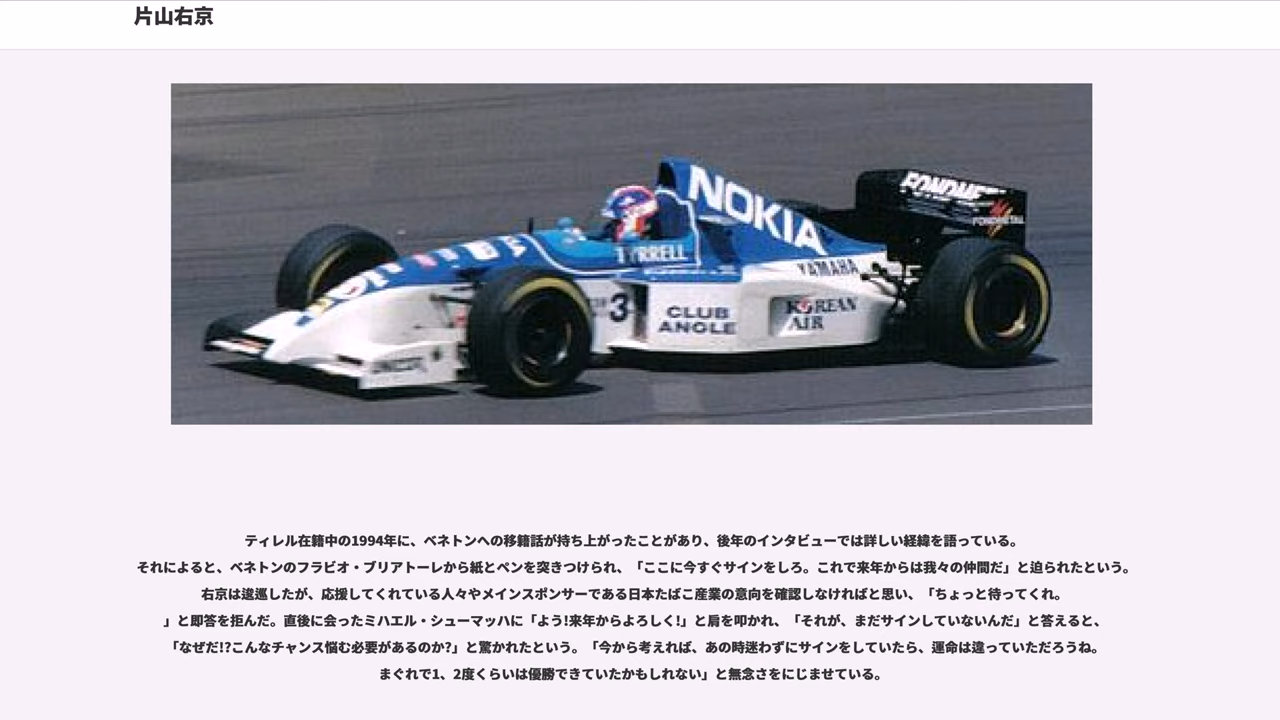 片山右京
NOKIA
FONDMET
FONDMETAL
TYRRELL
YAMAHA
3
CLUB
ANGLE
KOREAN
AIR
ティレル在籍中の1994年に、ベネトンへの移籍話が持ち上がったことがあり、後年のインタビューでは詳しい経緯を語っている。
それによると、ベネトンのフラビオ・ブリアトーレから紙とペンを突きつけられ、「ここに今すぐサインをしろ。これで来年からは我々の仲間だ」と迫られたという。
右京は逡巡したが、応援してくれている人々やメインスポンサーである日本たばこ産業の意向を確認しなければと思い、「ちょっと待ってくれ。
」と即答を拒んだ。直後に会ったミハエル・シューマッハに「よう!来年からよろしく!」と肩を叩かれ、「それが、まだサインしていないんだ」と答えると、
「なぜだ!?こんなチャンス悩む必要があるのか?」と驚かれたという。「今から考えれば、あの時迷わずにサインをしていたら、運命は違っていただろうね。
まぐれで1、2度くらいは優勝できていたかもしれない」と無念さをにじませている。